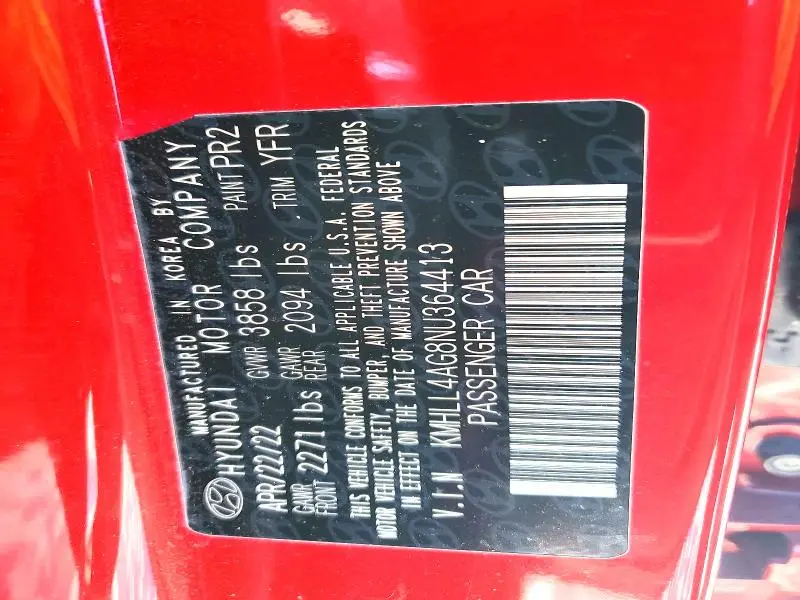 MANUFACTURED IN KOREA BY
HYUNDAI MOTOR COMPANY
APR/22/22 GVWR 3858 lbs PAINT PR2
GAWR FRONT 2271 lbs GAWR REAR 2094 lbs TRIM YFR
THIS VEHICLE CONFORMS TO ALL APPLICABLE U.S.A. FEDERAL
MOTOR VEHICLE SAFETY, BUMPER, AND THEFT PREVENTION STANDARDS
IN EFFECT ON THE DATE OF MANUFACTURE SHOWN ABOVE
V.I.N KMHLL4AG8NU364413
PASSENGER CAR